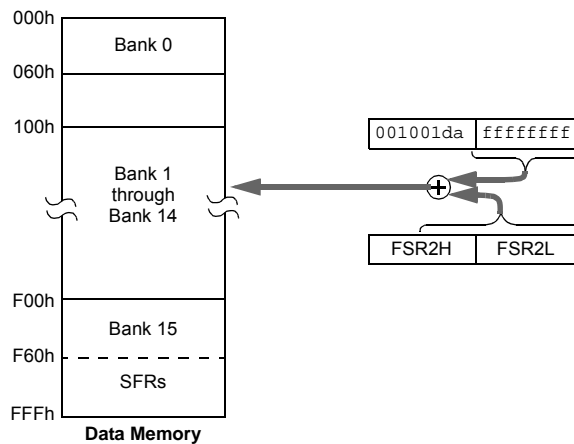 000h
Bank 0
060h
100h
001001da ffffffff
Bank 1
through
Bank 14
FSR2H FSR2L
F00h
Bank 15
F60h
SFRs
FFFh
Data Memory